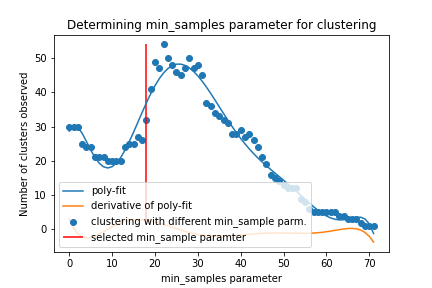 Determining min_samples parameter for clustering
Number of clusters observed
50
40
30
20
10
0
poly-fit
derivative of poly-fit
clustering with different min_sample parm.
selected min_sample paramter
0 10 20 30 40 50 60 70
min_samples parameter